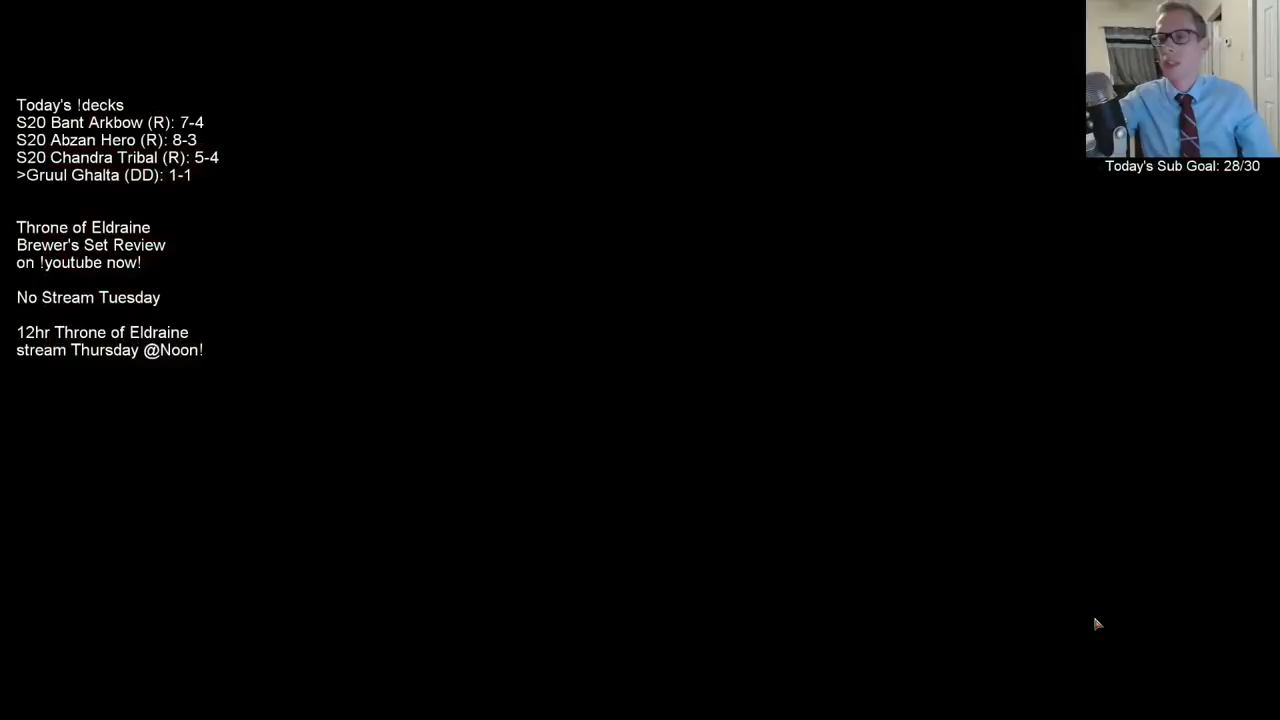 Today's !decks
S20 Bant Arkbow (R): 7-4
S20 Abzan Hero (R): 8-3
S20 Chandra Tribal (R): 5-4
>Gruul Ghalta (DD): 1-1
Throne of Eldraine
Brewer's Set Review
on !youtube now!
No Stream Tuesday
12hr Throne of Eldraine
stream Thursday @Noon!
Today's Sub Goal: 28/30